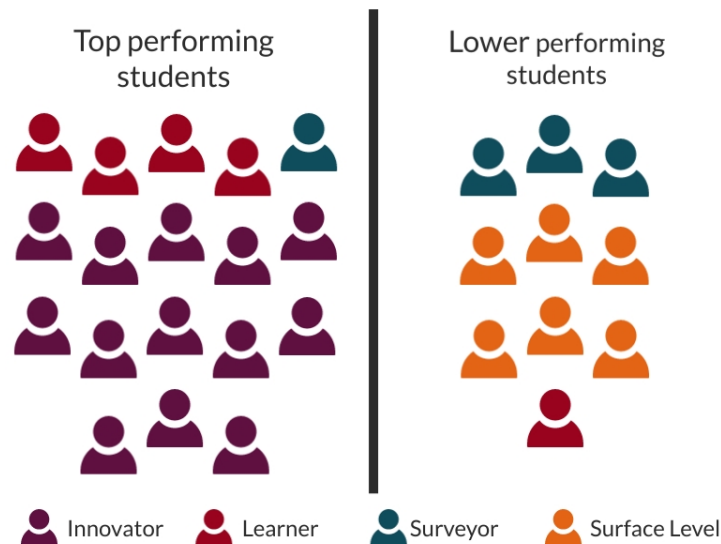 Top performing
students
Lower performing
students
Innovator
Learner
Surveyor
Surface Level